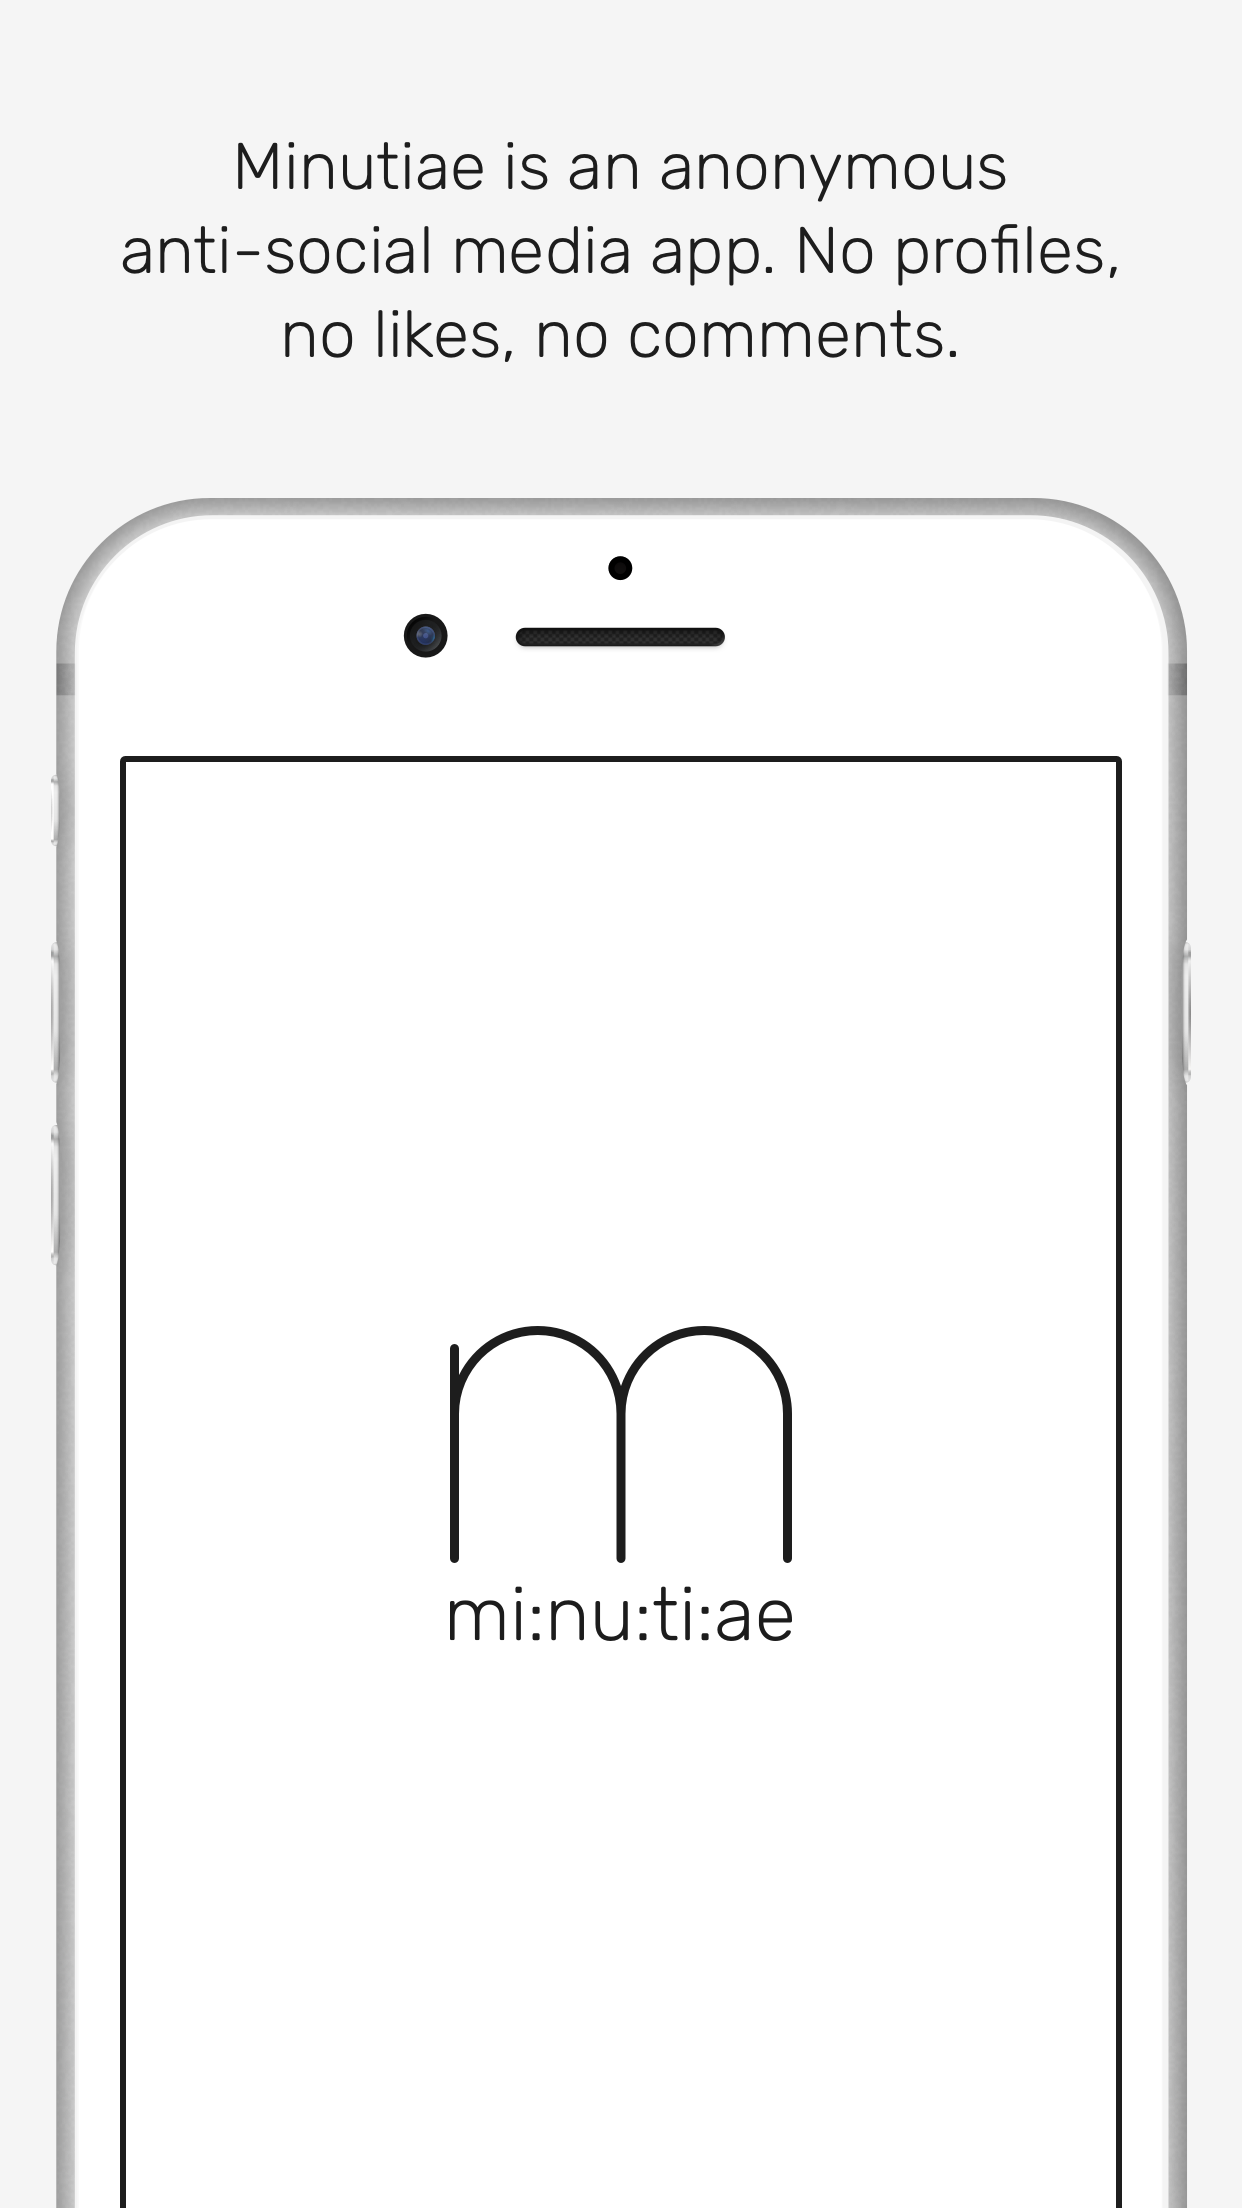 Minutiae is an anonymous
anti-social media app. No profiles,
no likes, no comments.
m
mi:nu:ti:ae